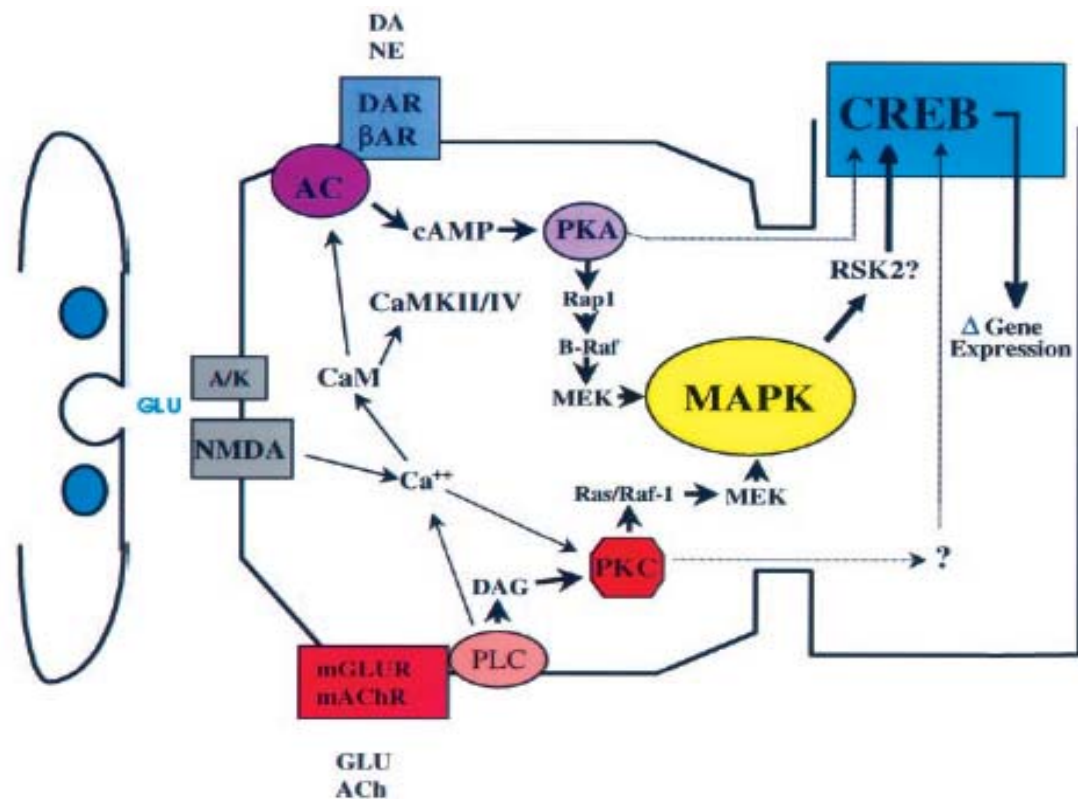 DA
NE
DAR
βAR
CREB
AC
cAMP
PKA
RSK2?
Rap1
CaMKII/IV
Δ Gene
Expression
B-Raf
A/K
CaM
MEK
MAPK
GLU
NMDA
Ca++
Ras/Raf-1
MEK
PKC
?
DAG
PLC
mGLUR
mAChR
GLU
ACh